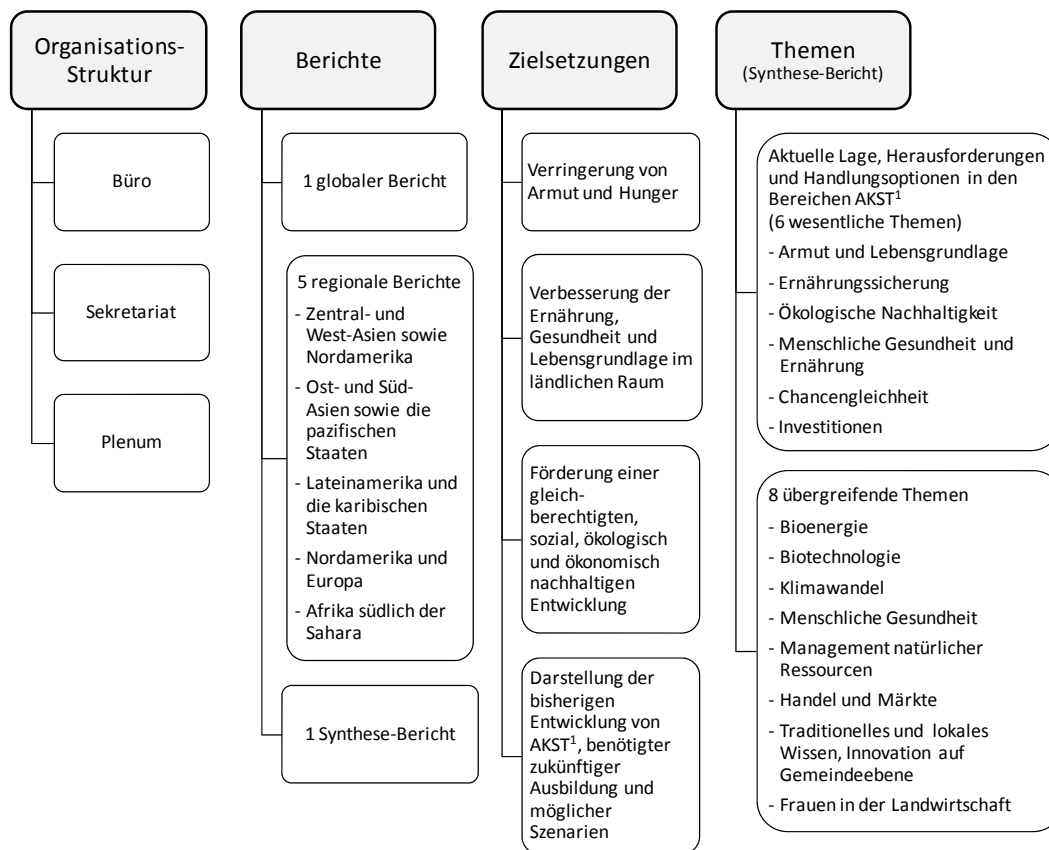 Organisations-
Struktur
Büro
Sekretariat
Plenum
Berichte
1 globaler Bericht
5 regionale Berichte
- Zentral- und
West-Asien sowie
Nordamerika
- Ost- und Süd-
Asien sowie die
pazifischen
Staaten
- Lateinamerika und
die karibischen
Staaten
- Nordamerika und
Europa
- Afrika südlich der
Sahara
1 Synthese-Bericht
Zielsetzungen
Verringerung von
Armut und Hunger
Verbesserung der
Ernährung,
Gesundheit und
Lebensgrundlage im
ländlichen Raum
Förderung einer
gleich-
berechtigten,
sozial, ökologisch
und ökonomisch
nachhaltigen
Entwicklung
Darstellung der
bisherigen
Entwicklung von
AKST¹, benötigter
zukünftiger
Ausbildung und
möglicher
Szenarien
Themen
(Synthese-Bericht)
Aktuelle Lage, Herausforderungen
und Handlungsoptionen in den
Bereichen AKST¹
(6 wesentliche Themen)
- Armut und Lebensgrundlage
- Ernährungssicherung
- Ökologische Nachhaltigkeit
- Menschliche Gesundheit und
Ernährung
- Chancengleichheit
- Investitionen
8 übergreifende Themen
- Bioenergie
- Biotechnologie
- Klimawandel
- Menschliche Gesundheit
- Management natürlicher
Ressourcen
- Handel und Märkte
- Traditionelles und lokales
Wissen, Innovation auf
Gemeindeebene
- Frauen in der Landwirtschaft